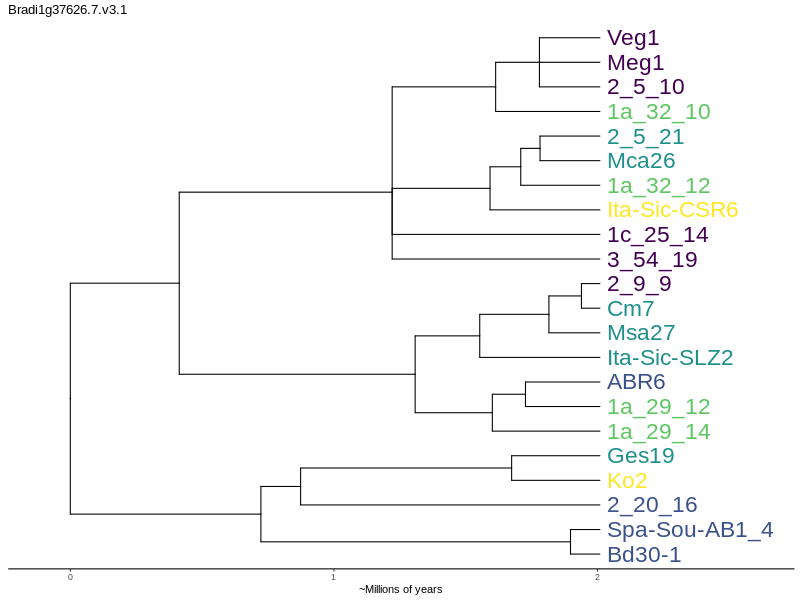 Bradi1g37626.7.v3.1
Veg1
Meg1
2_5_10
1a_32_10
2_5_21
Mca26
1a_32_12
Ita-Sic-CSR6
1c_25_14
3_54_19
2_9_9
Cm7
Msa27
Ita-Sic-SLZ2
ABR6
1a_29_12
1a_29_14
Ges19
Ko2
2_20_16
Spa-Sou-AB1_4
Bd30-1
0 1 2
~Millions of years